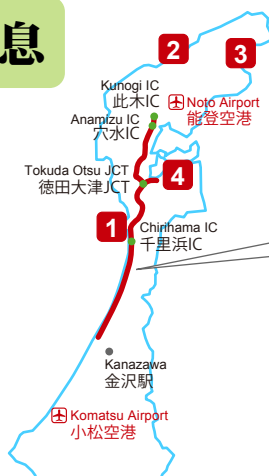 息
2
3
Kunogi IC
此木IC
Noto Airport
能登空港
Anamizu IC
穴水IC
Tokuda Otsu JCT
徳田大津JCT
4
1
Chirihama IC
千里浜IC
Kanazawa
金沢駅
Komatsu Airport
小松空港